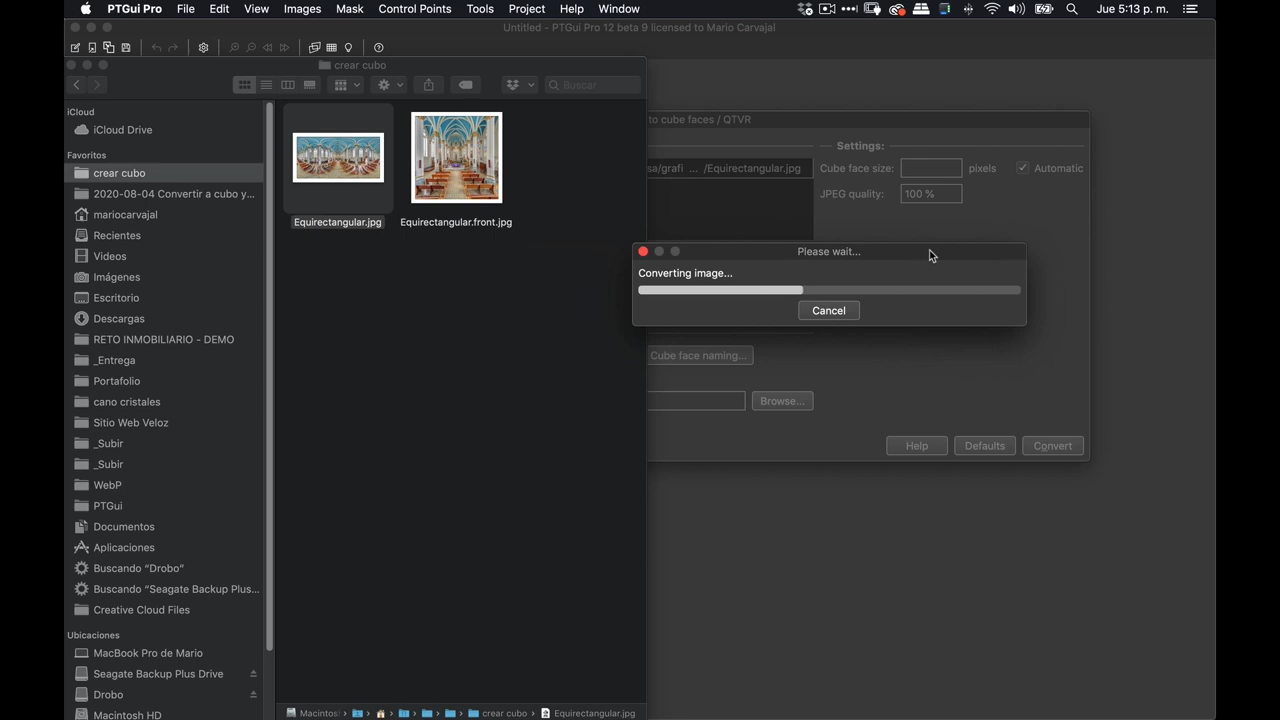 PTGui Pro File Edit View Images Mask Control Points Tools Project Help Window Jue 5:13 p. m.
Untitled - PTGui Pro 12 beta 9 licensed to Mario Carvajal
crear cubo
Buscar
iCloud
iCloud Drive
Favoritos
crear cubo
2020-08-04 Convertir a cubo y...
mariocarvajal
Recientes
Videos
Imágenes
Escritorio
Descargas
RETO INMOBILIARIO - DEMO
_Entrega
Portafolio
cano cristales
Sitio Web Veloz
_Subir
_Subir
WebP
PTGui
Documentos
Aplicaciones
Buscando “Drobo”
Buscando “Seagate Backup Plus...
Creative Cloud Files
Ubicaciones
MacBook Pro de Mario
Seagate Backup Plus Drive
Drobo
Macintosh HD
Equirectangular.jpg
Equirectangular.front.jpg
Macintos
crear cubo
Equirectangular.jpg
to cube faces / QTVR
sa/grafi ... /Equirectangular.jpg
Settings:
Cube face size: pixels Automatic
JPEG quality: 100 %
Please wait...
Converting image...
Cancel
Cube face naming...
Browse...
Help Defaults Convert